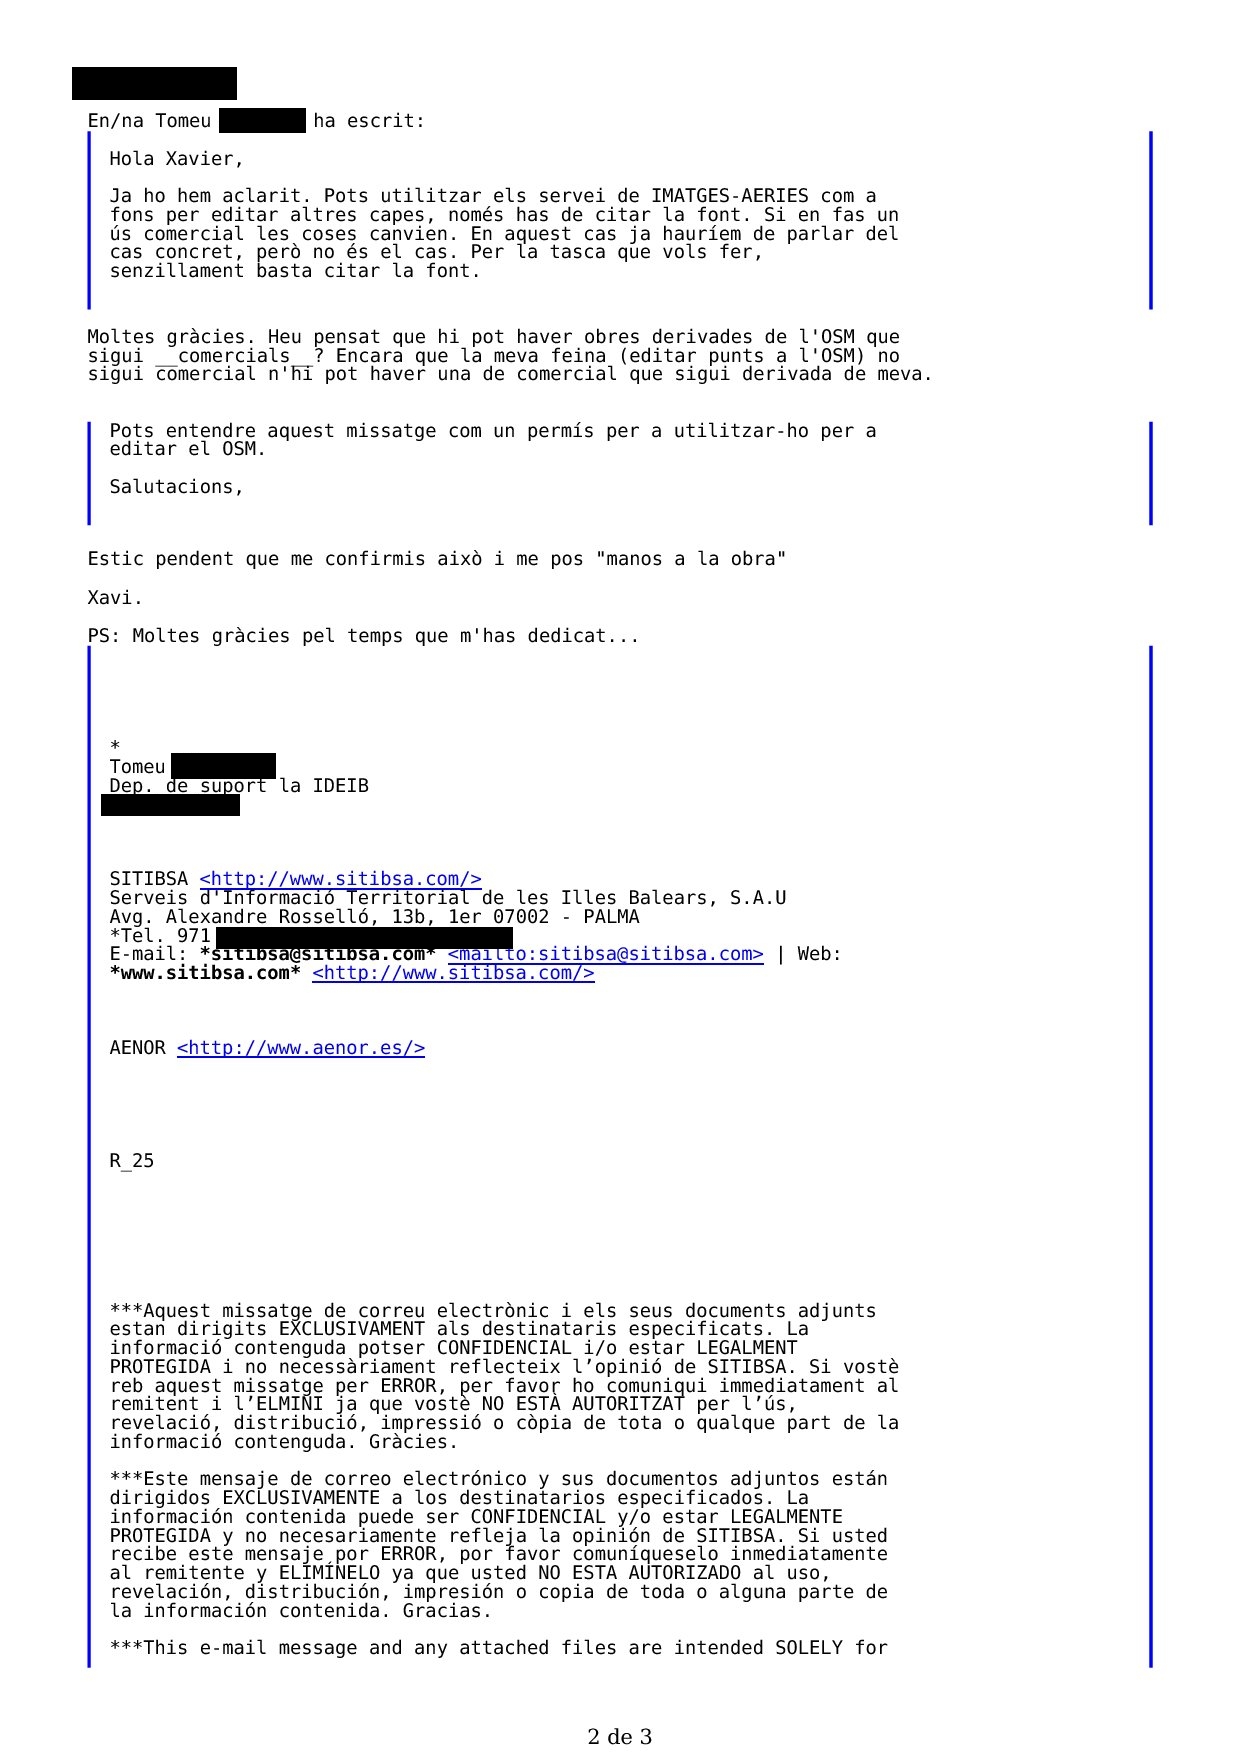 En/na Tomeu ha escrit:
Hola Xavier,
Ja ho hem aclarit. Pots utilitzar els servei de IMATGES-AERIES com a
fons per editar altres capes, només has de citar la font. Si en fas un
ús comercial les coses canvien. En aquest cas ja hauríem de parlar del
cas concret, però no és el cas. Per la tasca que vols fer,
senzillament basta citar la font.
Moltes gràcies. Heu pensat que hi pot haver obres derivades de l'OSM que
sigui __comercials__? Encara que la meva feina (editar punts a l'OSM) no
sigui comercial n'hi pot haver una de comercial que sigui derivada de meva.
Pots entendre aquest missatge com un permís per a utilitzar-ho per a
editar el OSM.
Salutacions,
Estic pendent que me confirmis això i me pos "manos a la obra"
Xavi.
PS: Moltes gràcies pel temps que m'has dedicat...
*
Tomeu
Dep. de suport la IDEIB
SITIBSA <http://www.sitibsa.com/>
Serveis d'Informació Territorial de les Illes Balears, S.A.U
Avg. Alexandre Rosselló, 13b, 1er 07002 - PALMA
*Tel. 971
E-mail: *sitibsa@sitibsa.com* <mailto:sitibsa@sitibsa.com> | Web:
*www.sitibsa.com* <http://www.sitibsa.com/>
AENOR <http://www.aenor.es/>
R_25
***Aquest missatge de correu electrònic i els seus documents adjunts
estan dirigits EXCLUSIVAMENT als destinataris especificats. La
informació contenguda potser CONFIDENCIAL i/o estar LEGALMENT
PROTEGIDA i no necessàriament reflecteix l’opinió de SITIBSA. Si vostè
reb aquest missatge per ERROR, per favor ho comuniqui immediatament al
remitent i l’ELMINI ja que vostè NO ESTÀ AUTORITZAT per l’ús,
revelació, distribució, impressió o còpia de tota o qualque part de la
informació contenguda. Gràcies.
***Este mensaje de correo electrónico y sus documentos adjuntos están
dirigidos EXCLUSIVAMENTE a los destinatarios especificados. La
información contenida puede ser CONFIDENCIAL y/o estar LEGALMENTE
PROTEGIDA y no necesariamente refleja la opinión de SITIBSA. Si usted
recibe este mensaje por ERROR, por favor comuníqueselo inmediatamente
al remitente y ELIMÍNELO ya que usted NO ESTA AUTORIZADO al uso,
revelación, distribución, impresión o copia de toda o alguna parte de
la información contenida. Gracias.
***This e-mail message and any attached files are intended SOLELY for
2 de 3